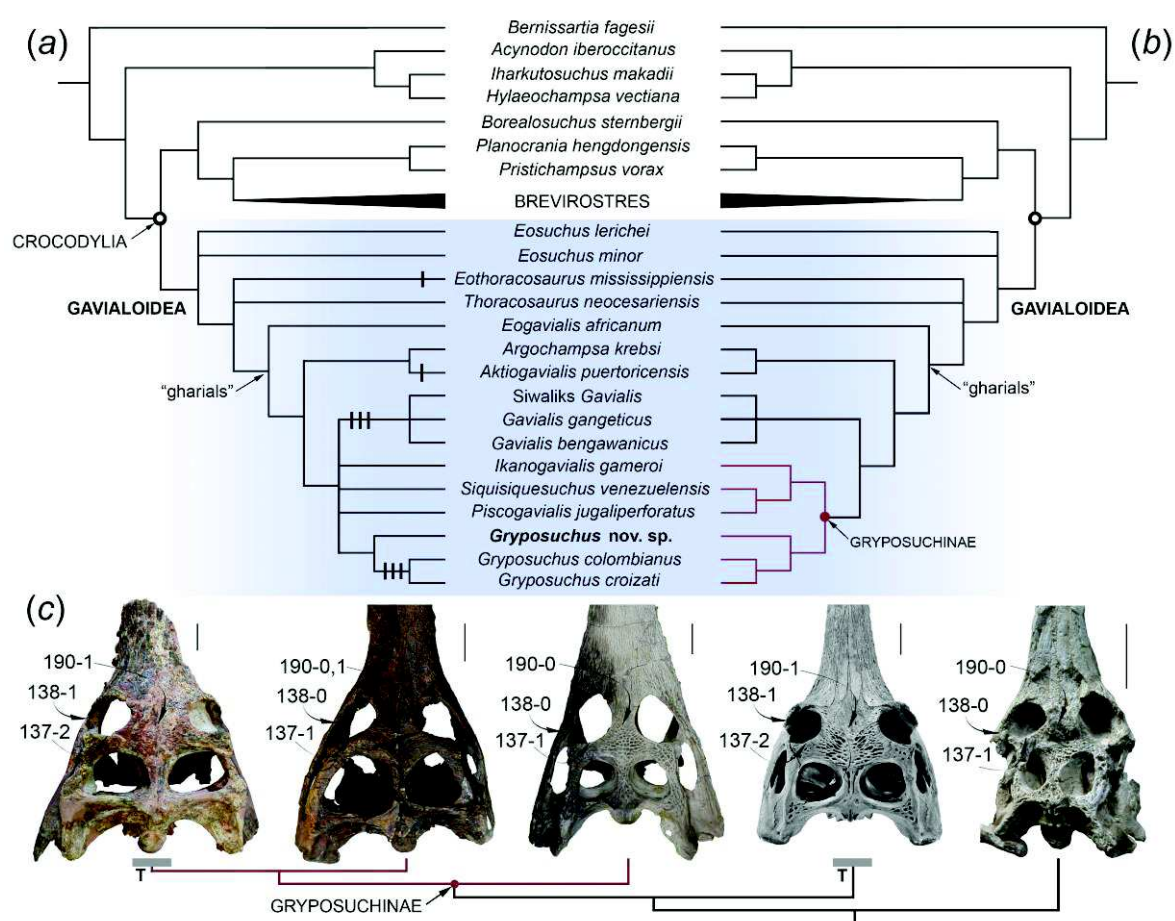 (a)
(b)
Bernissartia fagesii
Acynodon iberoccitanus
Iharkutosuchus makadii
Hylaeochampsa vectiana
Borealosuchus sternbergii
Planocrania hengdongensis
Pristichampsus vorax
BREVIROSTRES
CROCODYLIA
Eosuchus lerichei
Eosuchus minor
Eothoracosaurus mississippiensis
GAVIALOIDEA
Thoracosaurus neocesariensis
GAVIALOIDEA
Eogavialis africanum
Argochampsa krebsi
Aktiogavialis puertoricensis
"gharials"
"gharials"
Siwaliks Gavialis
Gavialis gangeticus
Gavialis bengawanicus
Ikanogavialis gameroi
Siquisiquesuchus venezuelensis
Piscogavialis jugaliperforatus
Gryposuchus nov. sp.
GRYPOSUCHINAE
Gryposuchus colombianus
Gryposuchus croizati
(c)
190-1
138-1
137-2
190-0,1
138-0
137-1
190-0
138-0
137-1
190-1
138-1
137-2
190-0
138-0
137-1
T
T
GRYPOSUCHINAE